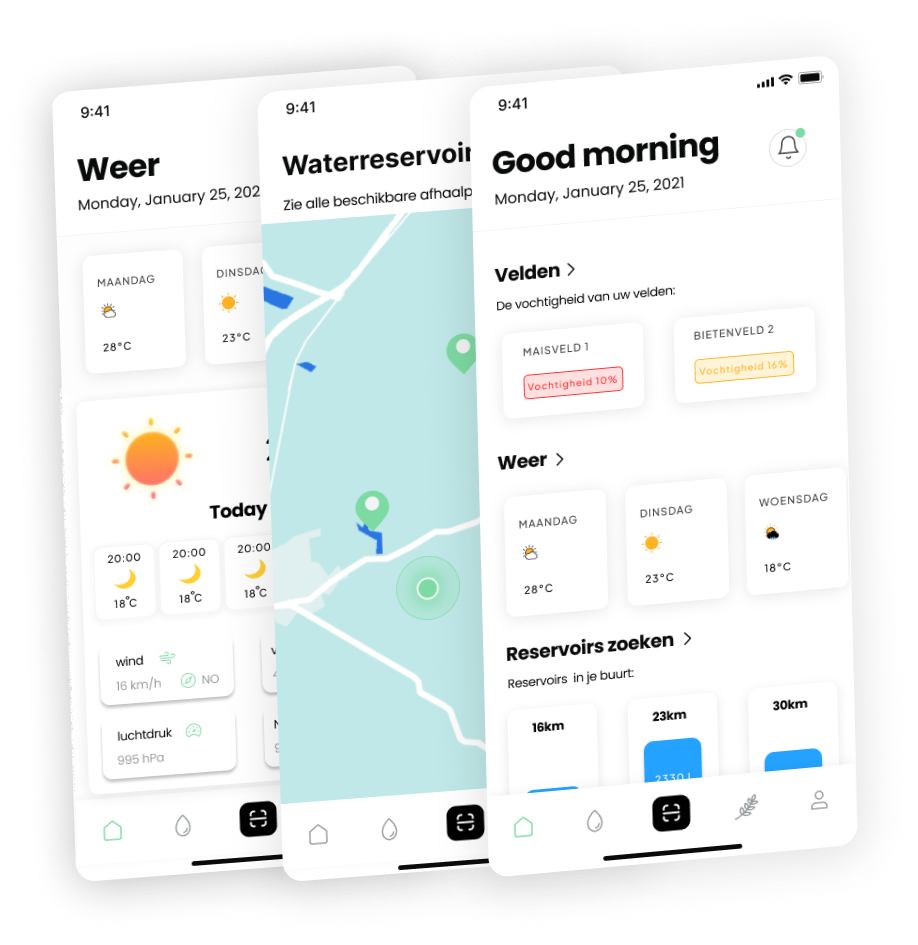 9:41
Weer
Monday, January 25, 202
MAANDAG
28°C
DINSDAG
23°C
Today
20:00
18°C
20:00
18°C
20:00
18°C
wind
16 km/h
NO
luchtdruk
995 hPa
9:41
Waterreservoir
Zie alle beschikbare afhaalp
9:41
Good morning
Monday, January 25, 2021
Velden >
De vochtigheid van uw velden:
MAISVELD 1
Vochtigheid 10%
BIETENVELD 2
Vochtigheid 16%
Weer >
MAANDAG
28°C
DINSDAG
23°C
WOENSDAG
18°C
Reservoirs zoeken >
Reservoirs in je buurt:
16km
23km
2330 L
30km